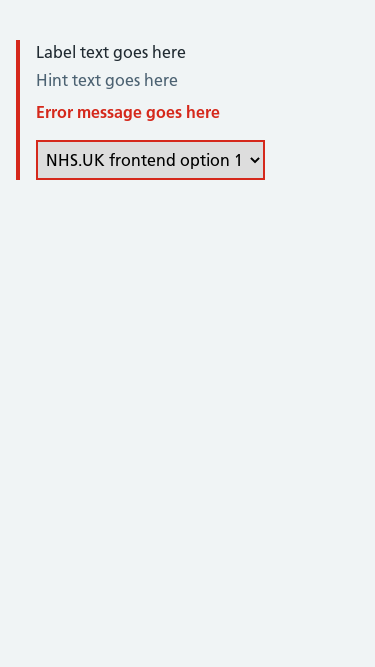 Label text goes here
Hint text goes here
Error message goes here
NHS.UK frontend option 1